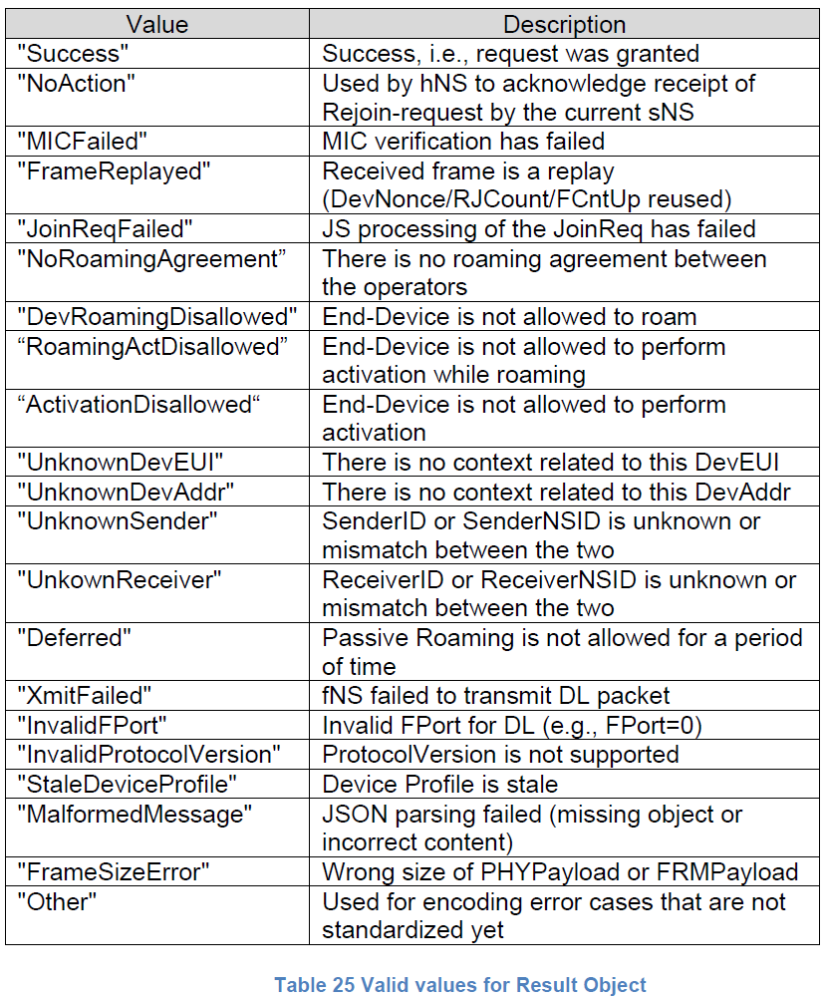 Value Description
"Success" Success, i.e., request was granted
"NoAction" Used by hNS to acknowledge receipt of
Rejoin-request by the current sNS
"MICFailed" MIC verification has failed
"FrameReplayed" Received frame is a replay
(DevNonce/RJCount/FCntUp reused)
"JoinReqFailed" JS processing of the JoinReq has failed
"NoRoamingAgreement” There is no roaming agreement between
the operators
"DevRoamingDisallowed" End-Device is not allowed to roam
“RoamingActDisallowed” End-Device is not allowed to perform
activation while roaming
“ActivationDisallowed“ End-Device is not allowed to perform
activation
"UnknownDevEUI" There is no context related to this DevEUI
"UnknownDevAddr" There is no context related to this DevAddr
"UnknownSender" SenderID or SenderNSID is unknown or
mismatch between the two
"UnkownReceiver" ReceiverID or ReceiverNSID is unknown or
mismatch between the two
"Deferred" Passive Roaming is not allowed for a period
of time
"XmitFailed" fNS failed to transmit DL packet
"InvalidFPort" Invalid FPort for DL (e.g., FPort=0)
"InvalidProtocolVersion" ProtocolVersion is not supported
"StaleDeviceProfile" Device Profile is stale
"MalformedMessage" JSON parsing failed (missing object or
incorrect content)
"FrameSizeError" Wrong size of PHYPayload or FRMPayload
"Other" Used for encoding error cases that are not
standardized yet
Table 25 Valid values for Result Object